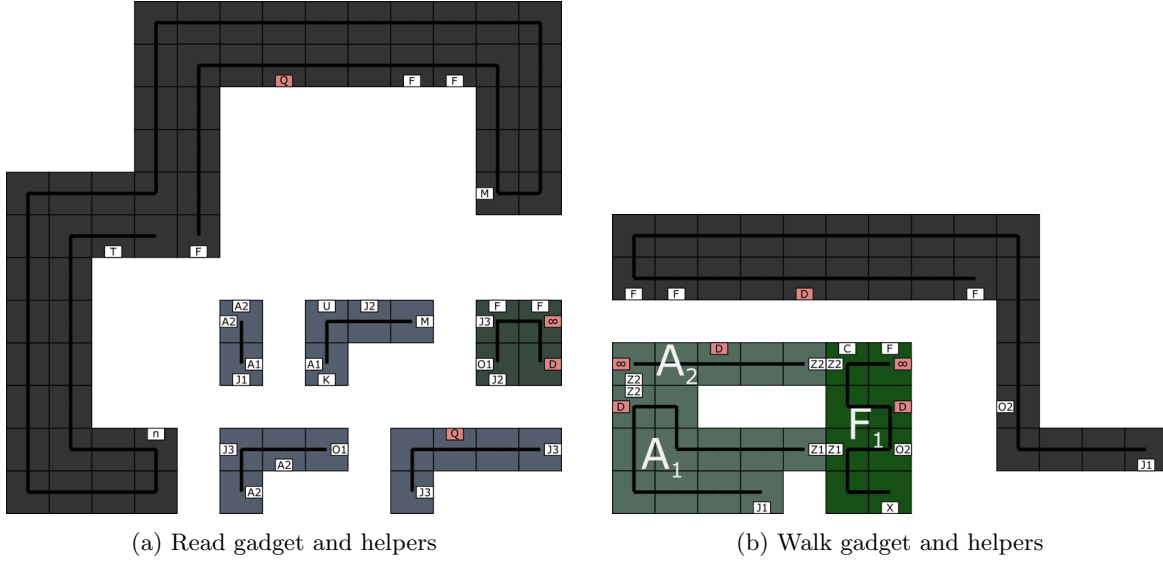 Q F F
M
T F
n
A2 U J2 F F
A2 M J3 ∞
A1 A1 O1 D
J1 K J2
Q
J3 O1 J3
A2
A2 J3
(a) Read gadget and helpers
F F D F
D C F
∞ A₂ Z2 Z2 ∞
Z2
Z2
D D O2
F₁
A₁ Z1 Z1 O2
J1
J1 X
(b) Walk gadget and helpers